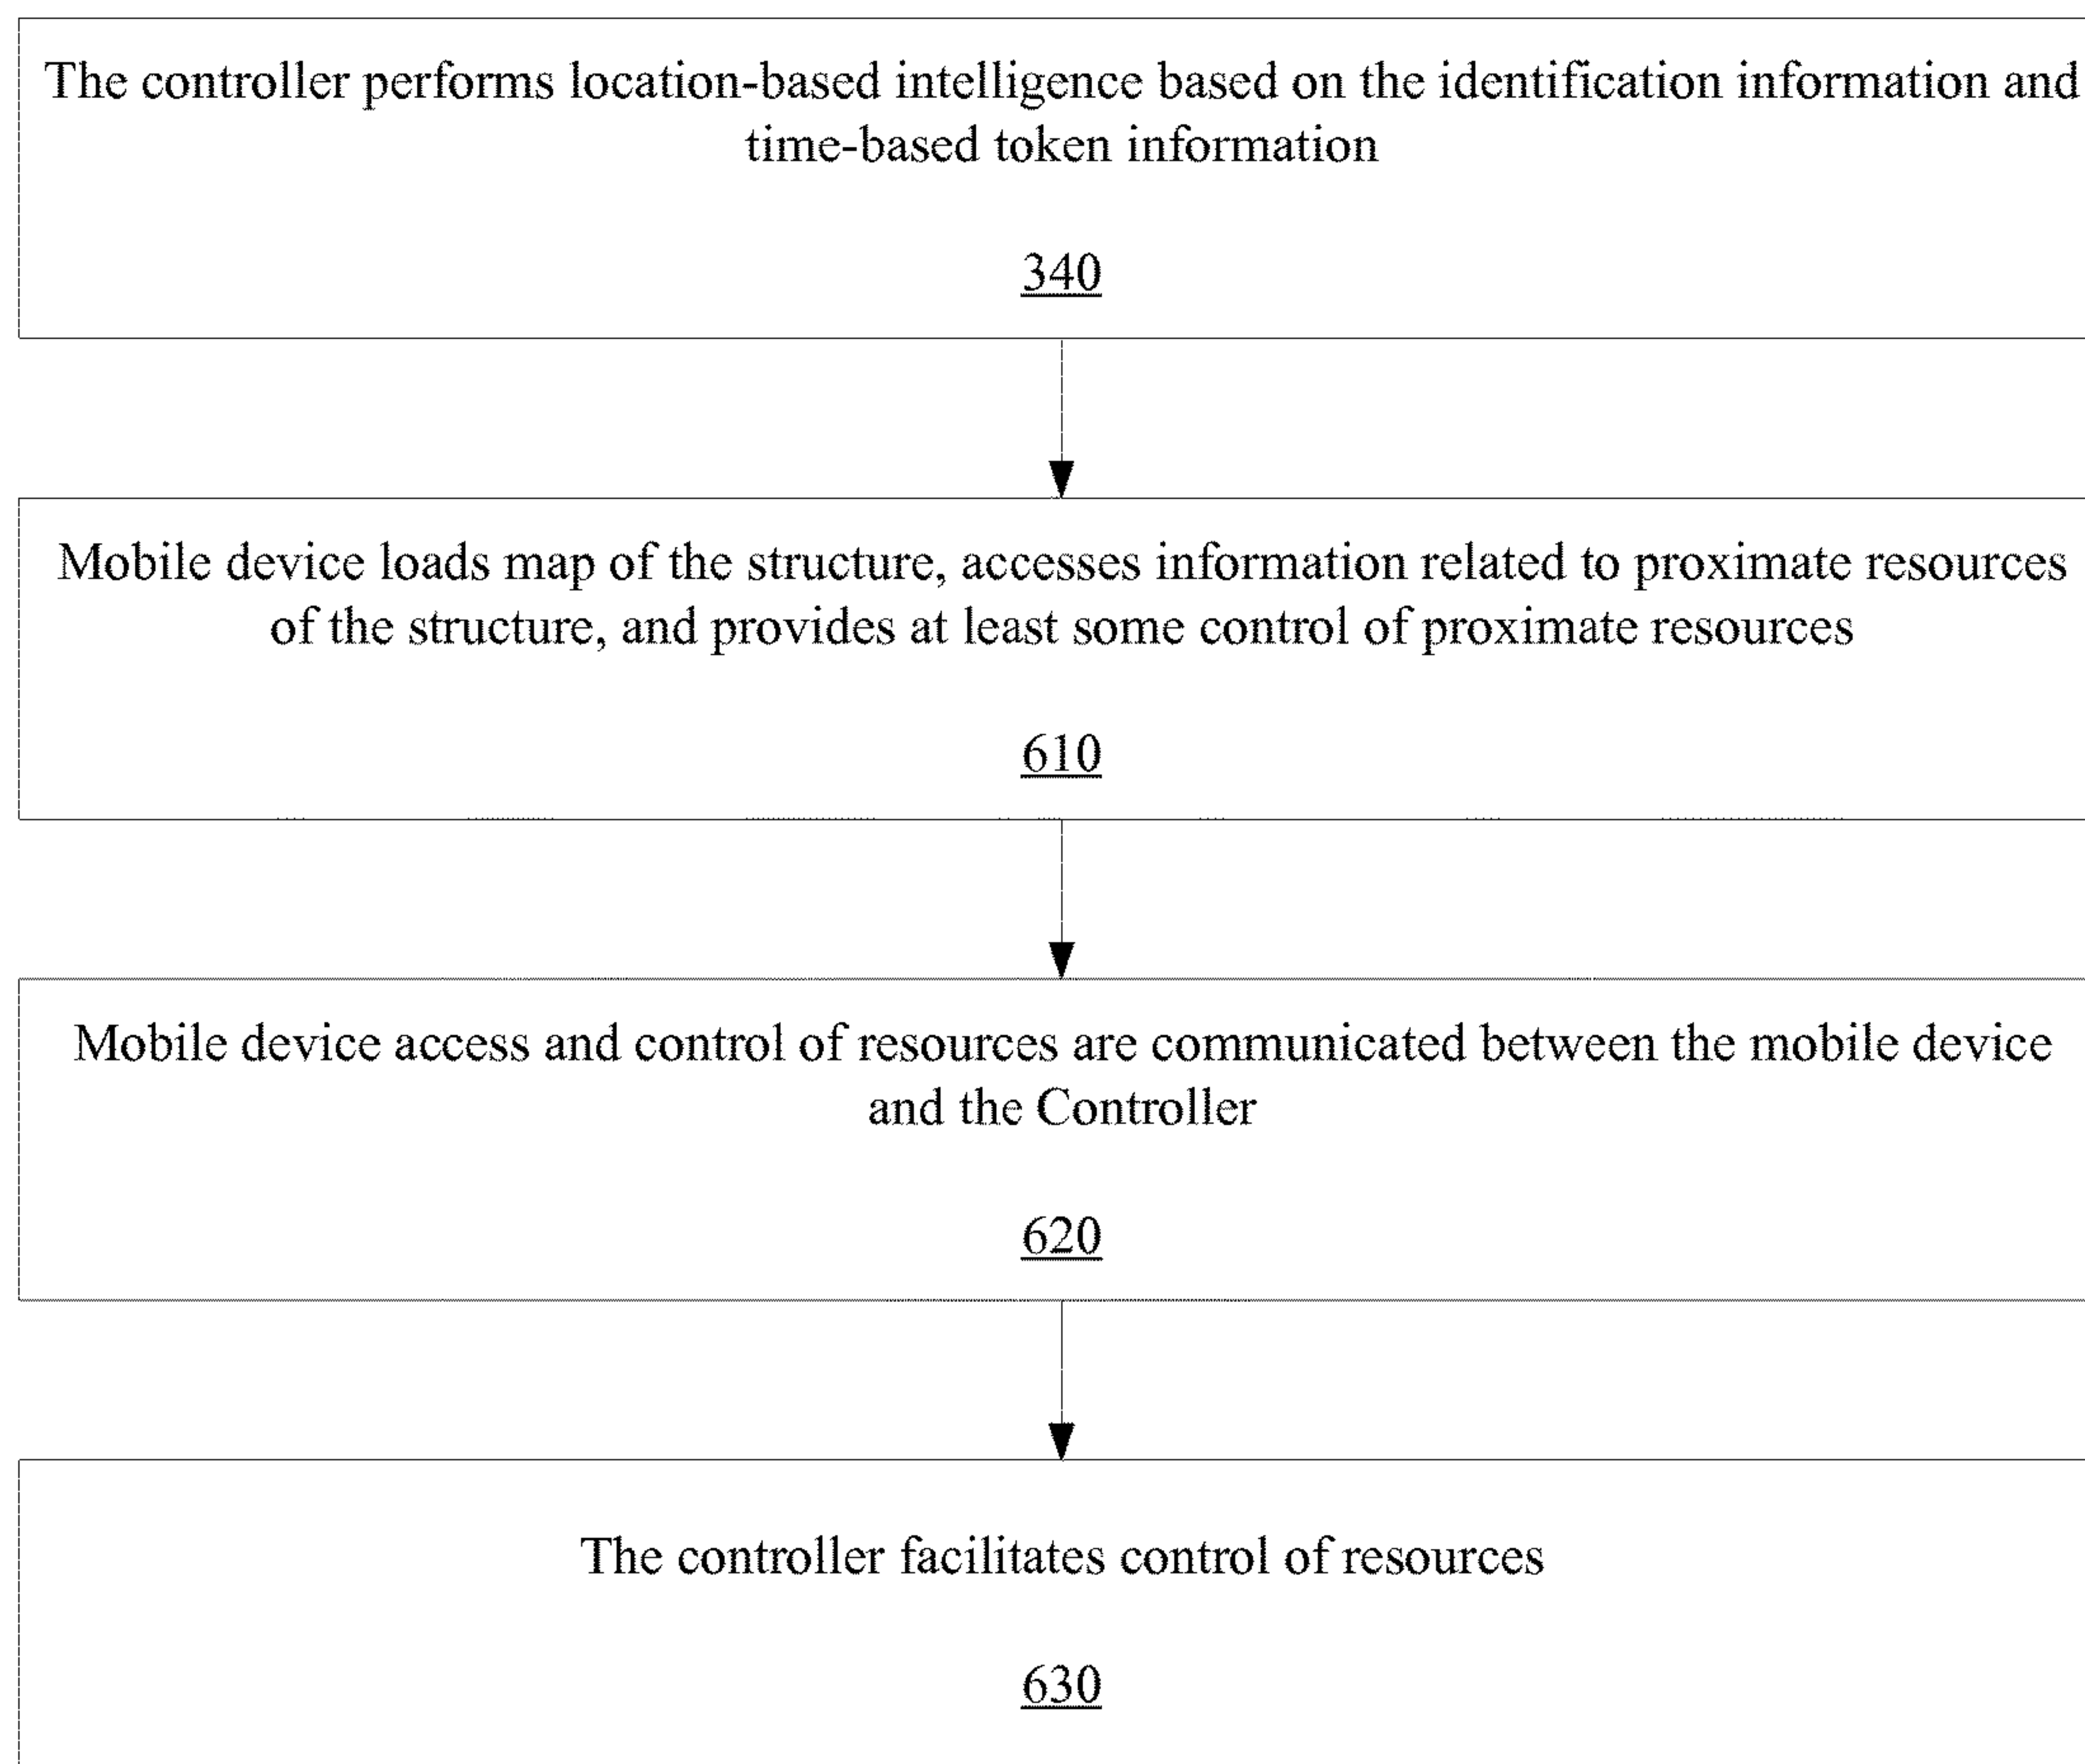 The controller performs location-based intelligence based on the identification information and
time-based token information
340
Mobile device loads map of the structure, accesses information related to proximate resources
of the structure, and provides at least some control of proximate resources
610
Mobile device access and control of resources are communicated between the mobile device
and the Controller
620
The controller facilitates control of resources
630